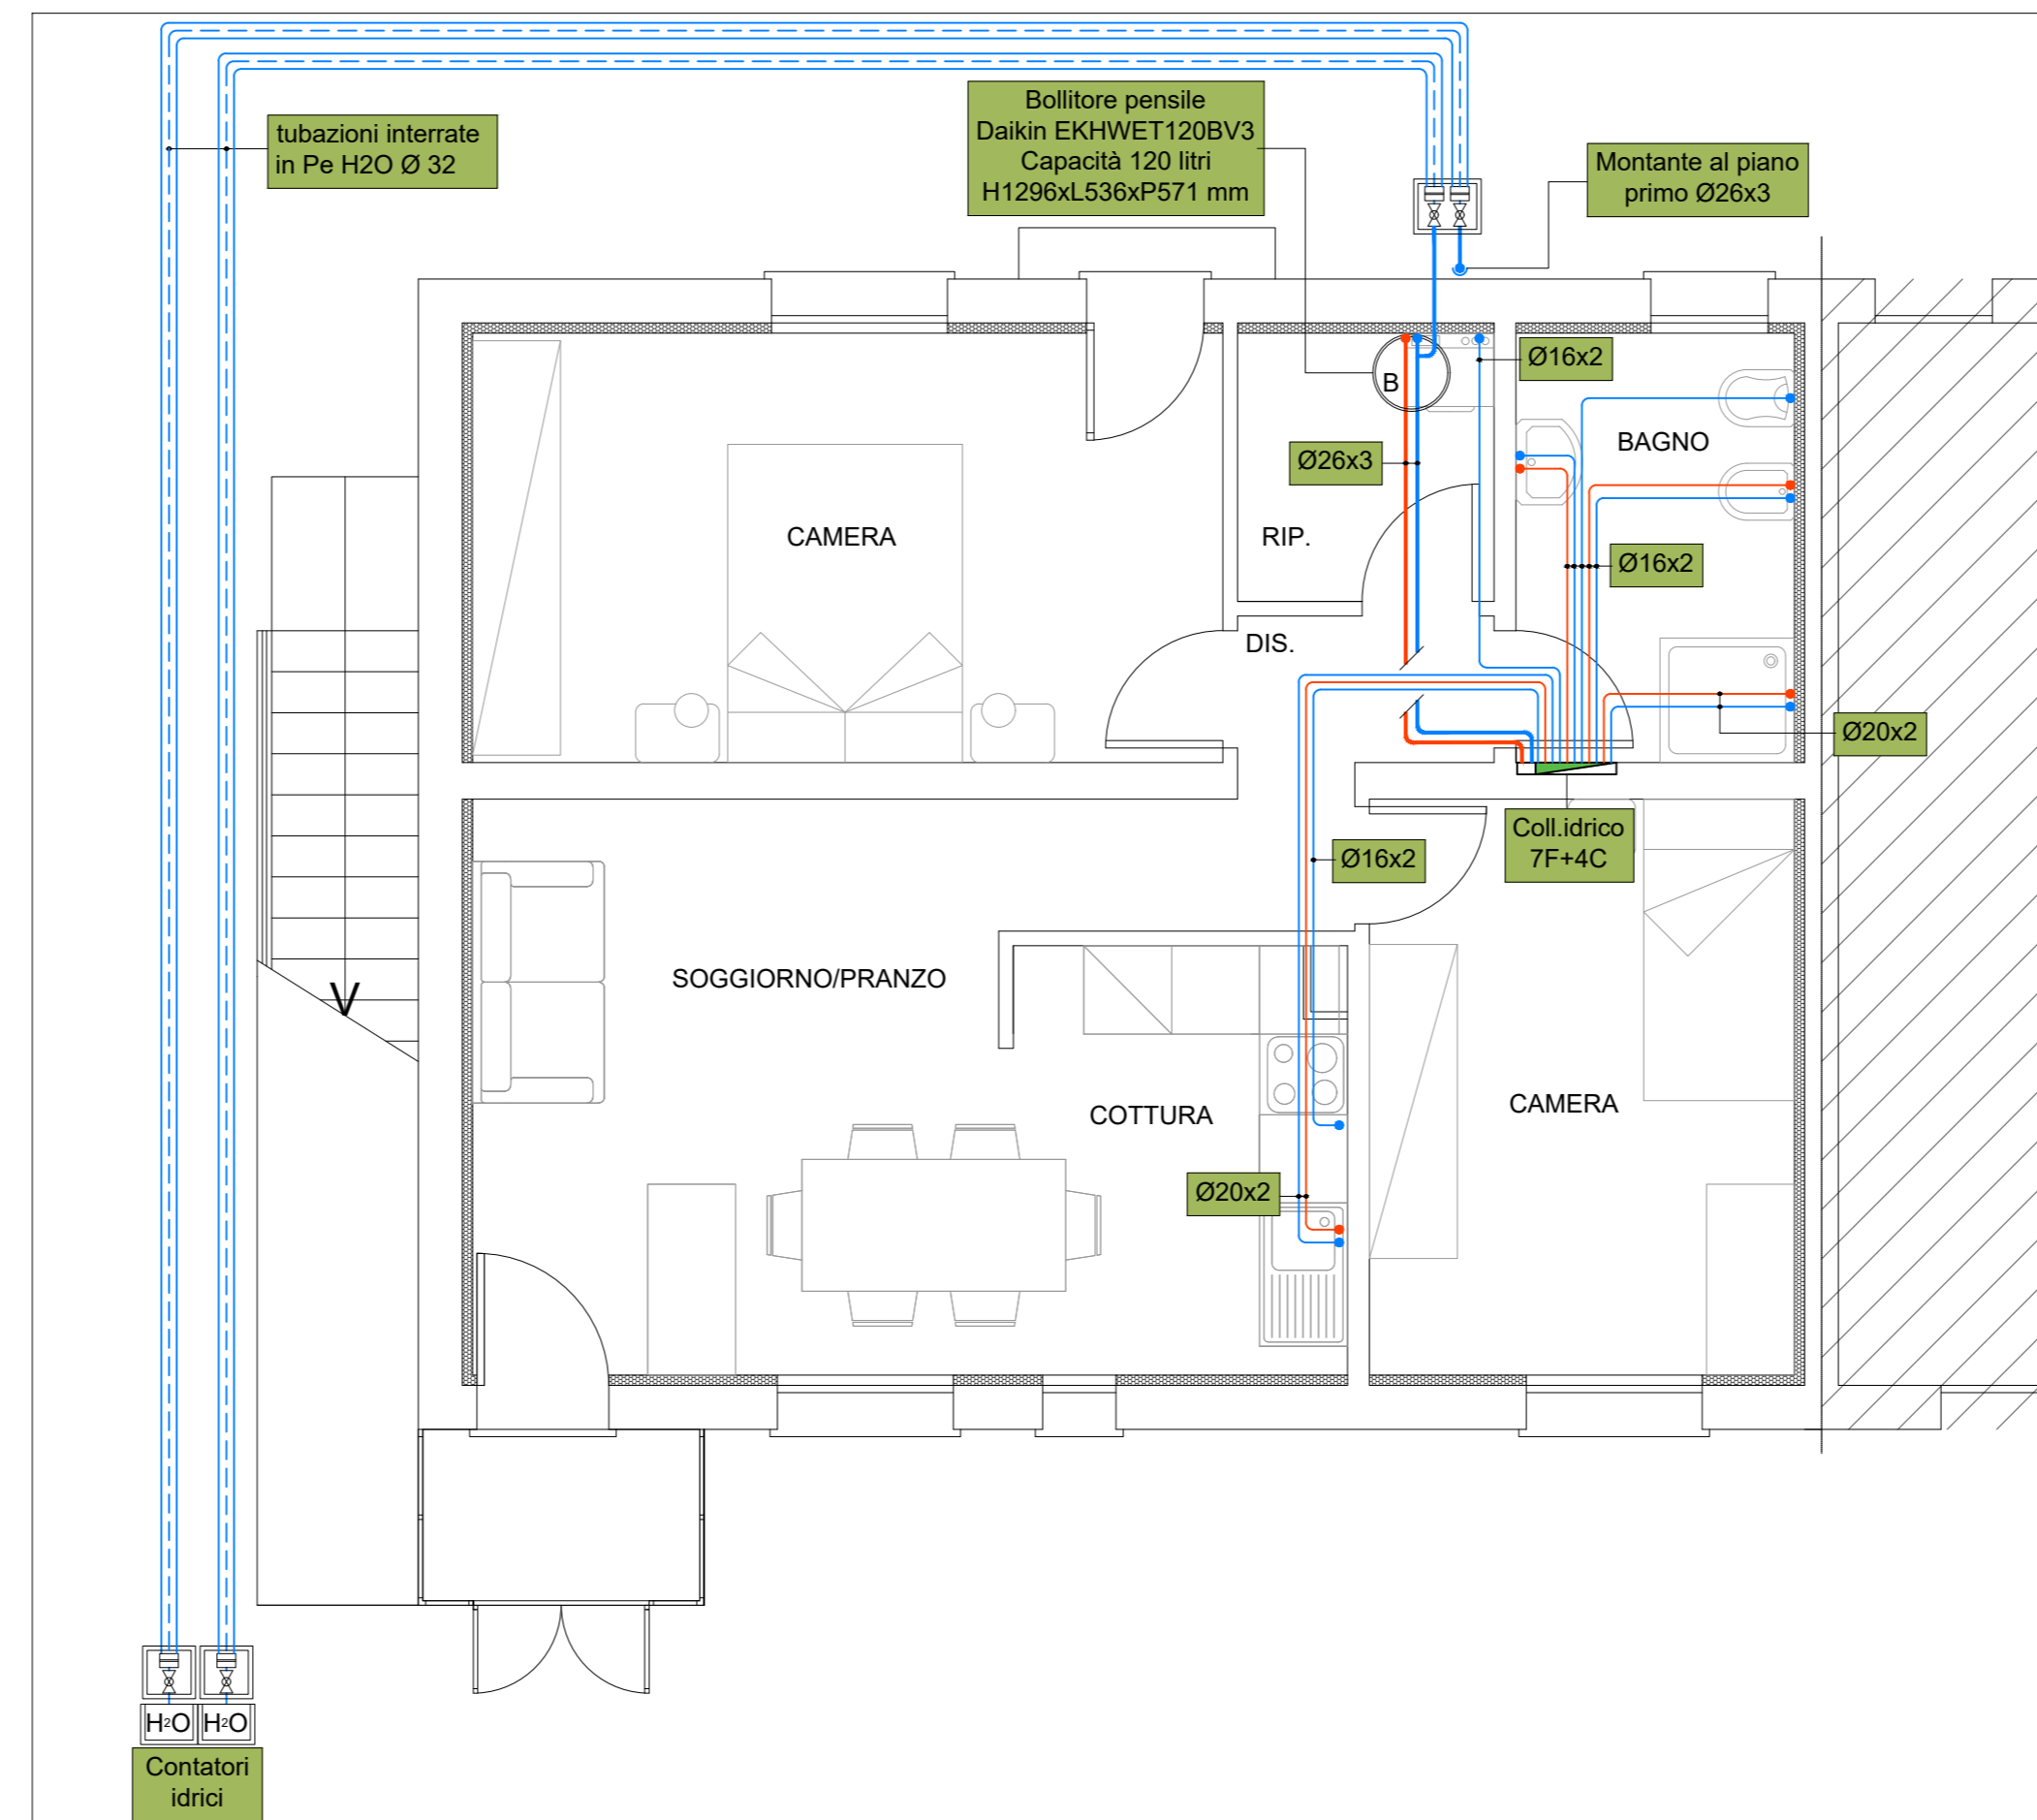 tubazioni interrate
in Pe H2O Ø 32
Bollitore pensile
Daikin EKHWET120BV3
Capacità 120 litri
H1296xL536xP571 mm
Montante al piano
primo Ø26x3
Ø16x2
B
BAGNO
Ø26x3
CAMERA
RIP.
Ø16x2
DIS.
Ø20x2
Coll.idrico
7F+4C
Ø16x2
SOGGIORNO/PRANZO
V
CAMERA
COTTURA
Ø20x2
H2O
H2O
Contatori
idrici